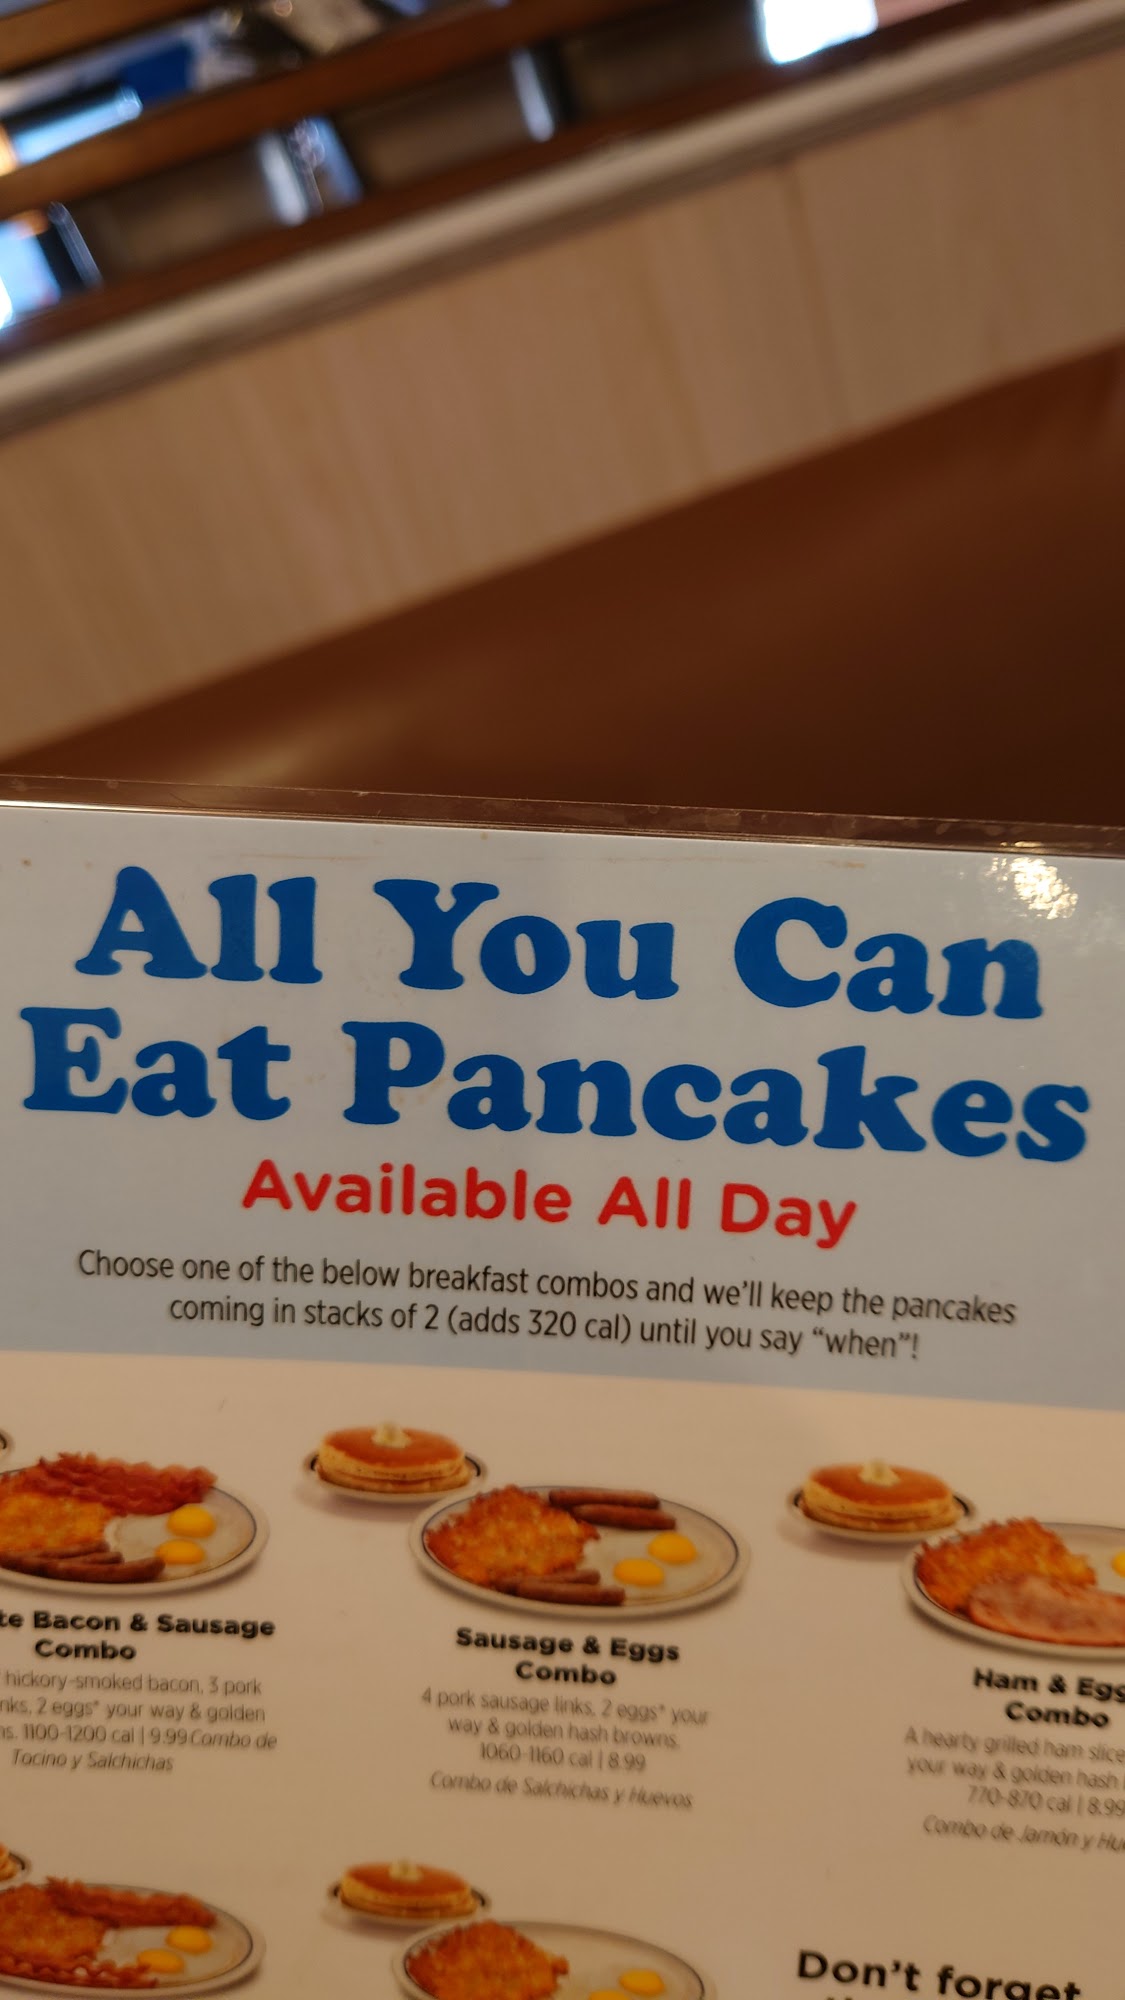 All You Can
Eat Pancakes
Available All Day
Choose one of the below breakfast combos and we'll keep the pancakes
coming in stacks of 2 (adds 320 cal) until you say “when”!
te Bacon & Sausage
Combo
hickory-smoked bacon, 3 pork
nks, 2 eggs* your way & golden
ns. 1100-1200 cal | 9.99 Combo de
Tocino y Salchichas
Sausage & Eggs
Combo
4 pork sausage links, 2 eggs* your
way & golden hash browns.
1060-1160 cal | 8.99
Combo de Salchichas y Huevos
Ham & Egg
Combo
A hearty grilled ham slice
your way & golden hash
770-870 cal | 8.99
Combo de Jamón y Hu
Don't forget